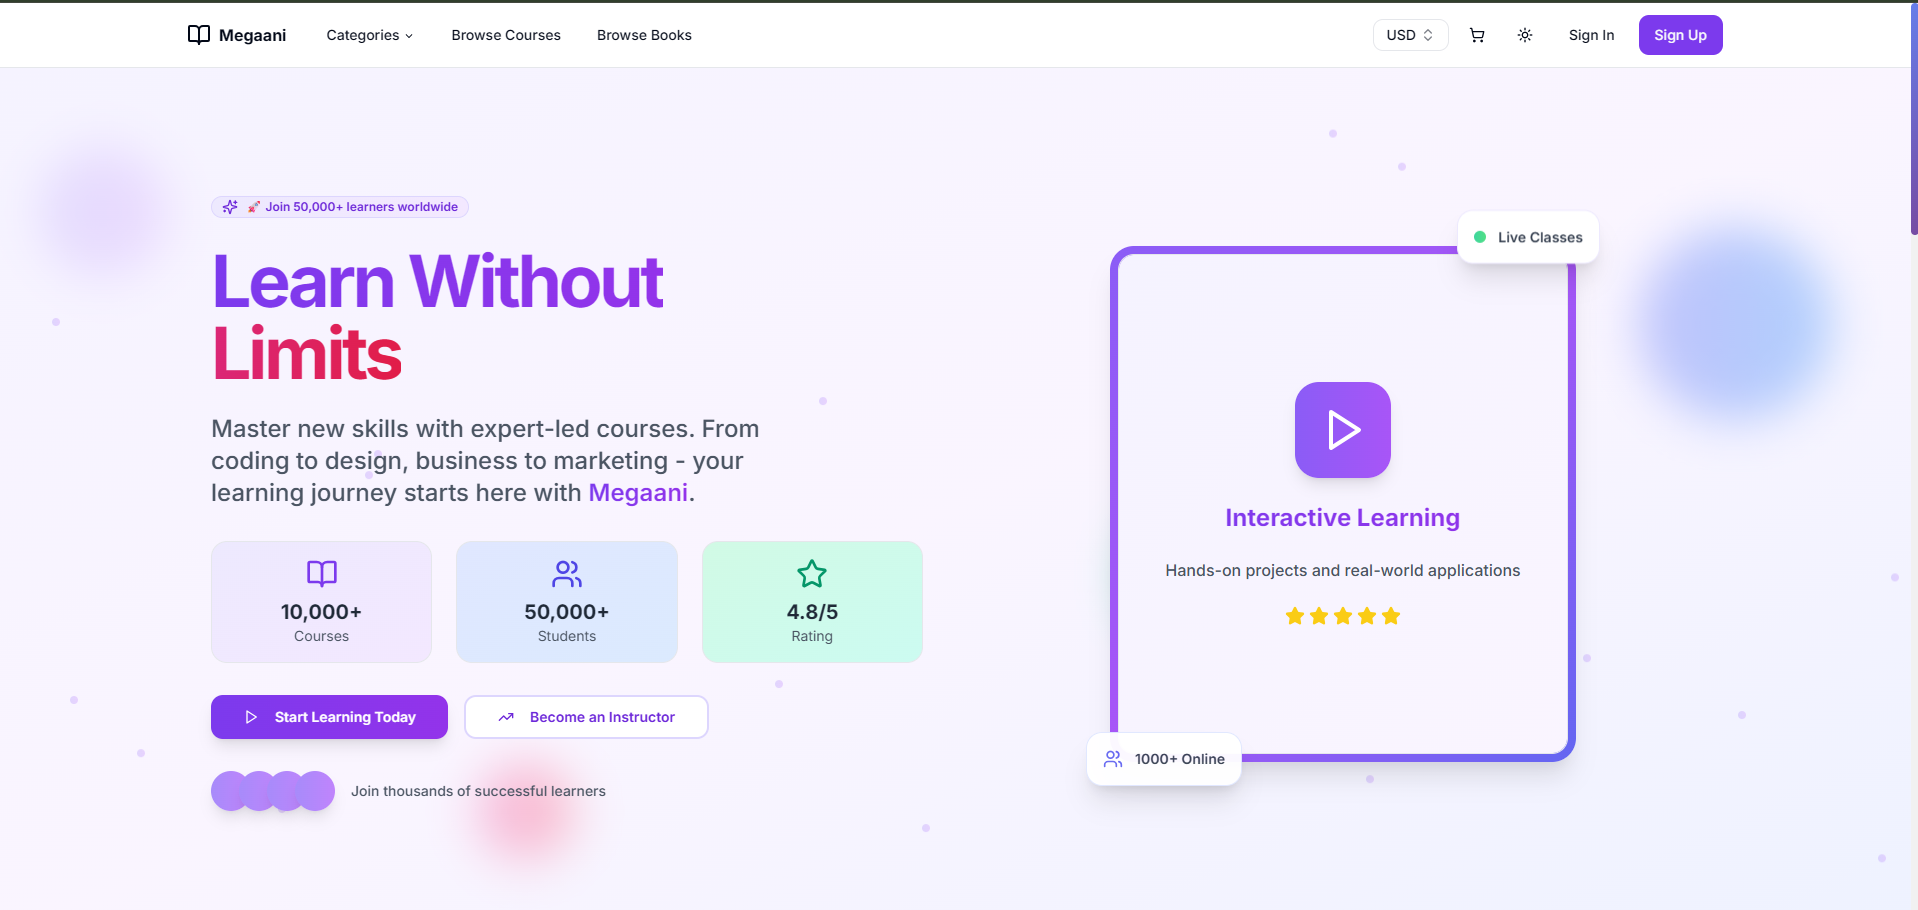 Megaani
Categories
Browse Courses
Browse Books
USD
Sign In
Sign Up
🚀 Join 50,000+ learners worldwide
Learn Without
Limits
Master new skills with expert-led courses. From
coding to design, business to marketing - your
learning journey starts here with Megaani.
10,000+
Courses
50,000+
Students
4.8/5
Rating
Start Learning Today
Become an Instructor
Join thousands of successful learners
Live Classes
Interactive Learning
Hands-on projects and real-world applications
1000+ Online